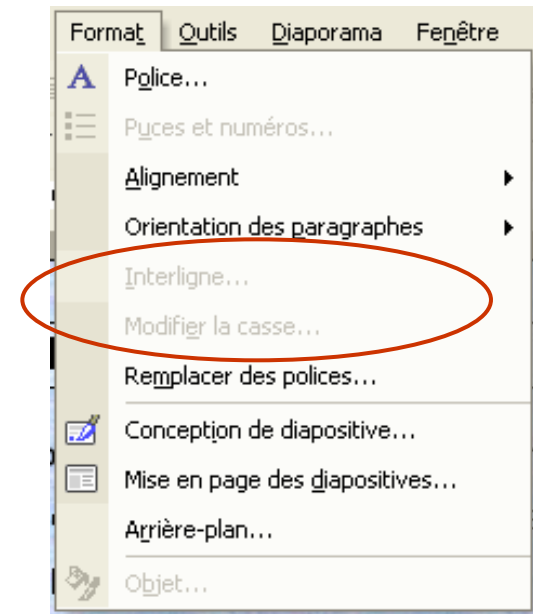 Format Outils Diaporama Fenêtre
Police...
Puces et numéros...
Alignement
Orientation des paragraphes
Interligne...
Modifier la casse...
Remplacer des polices...
Conception de diapositive...
Mise en page des diapositives...
Arrière-plan...
Objet...